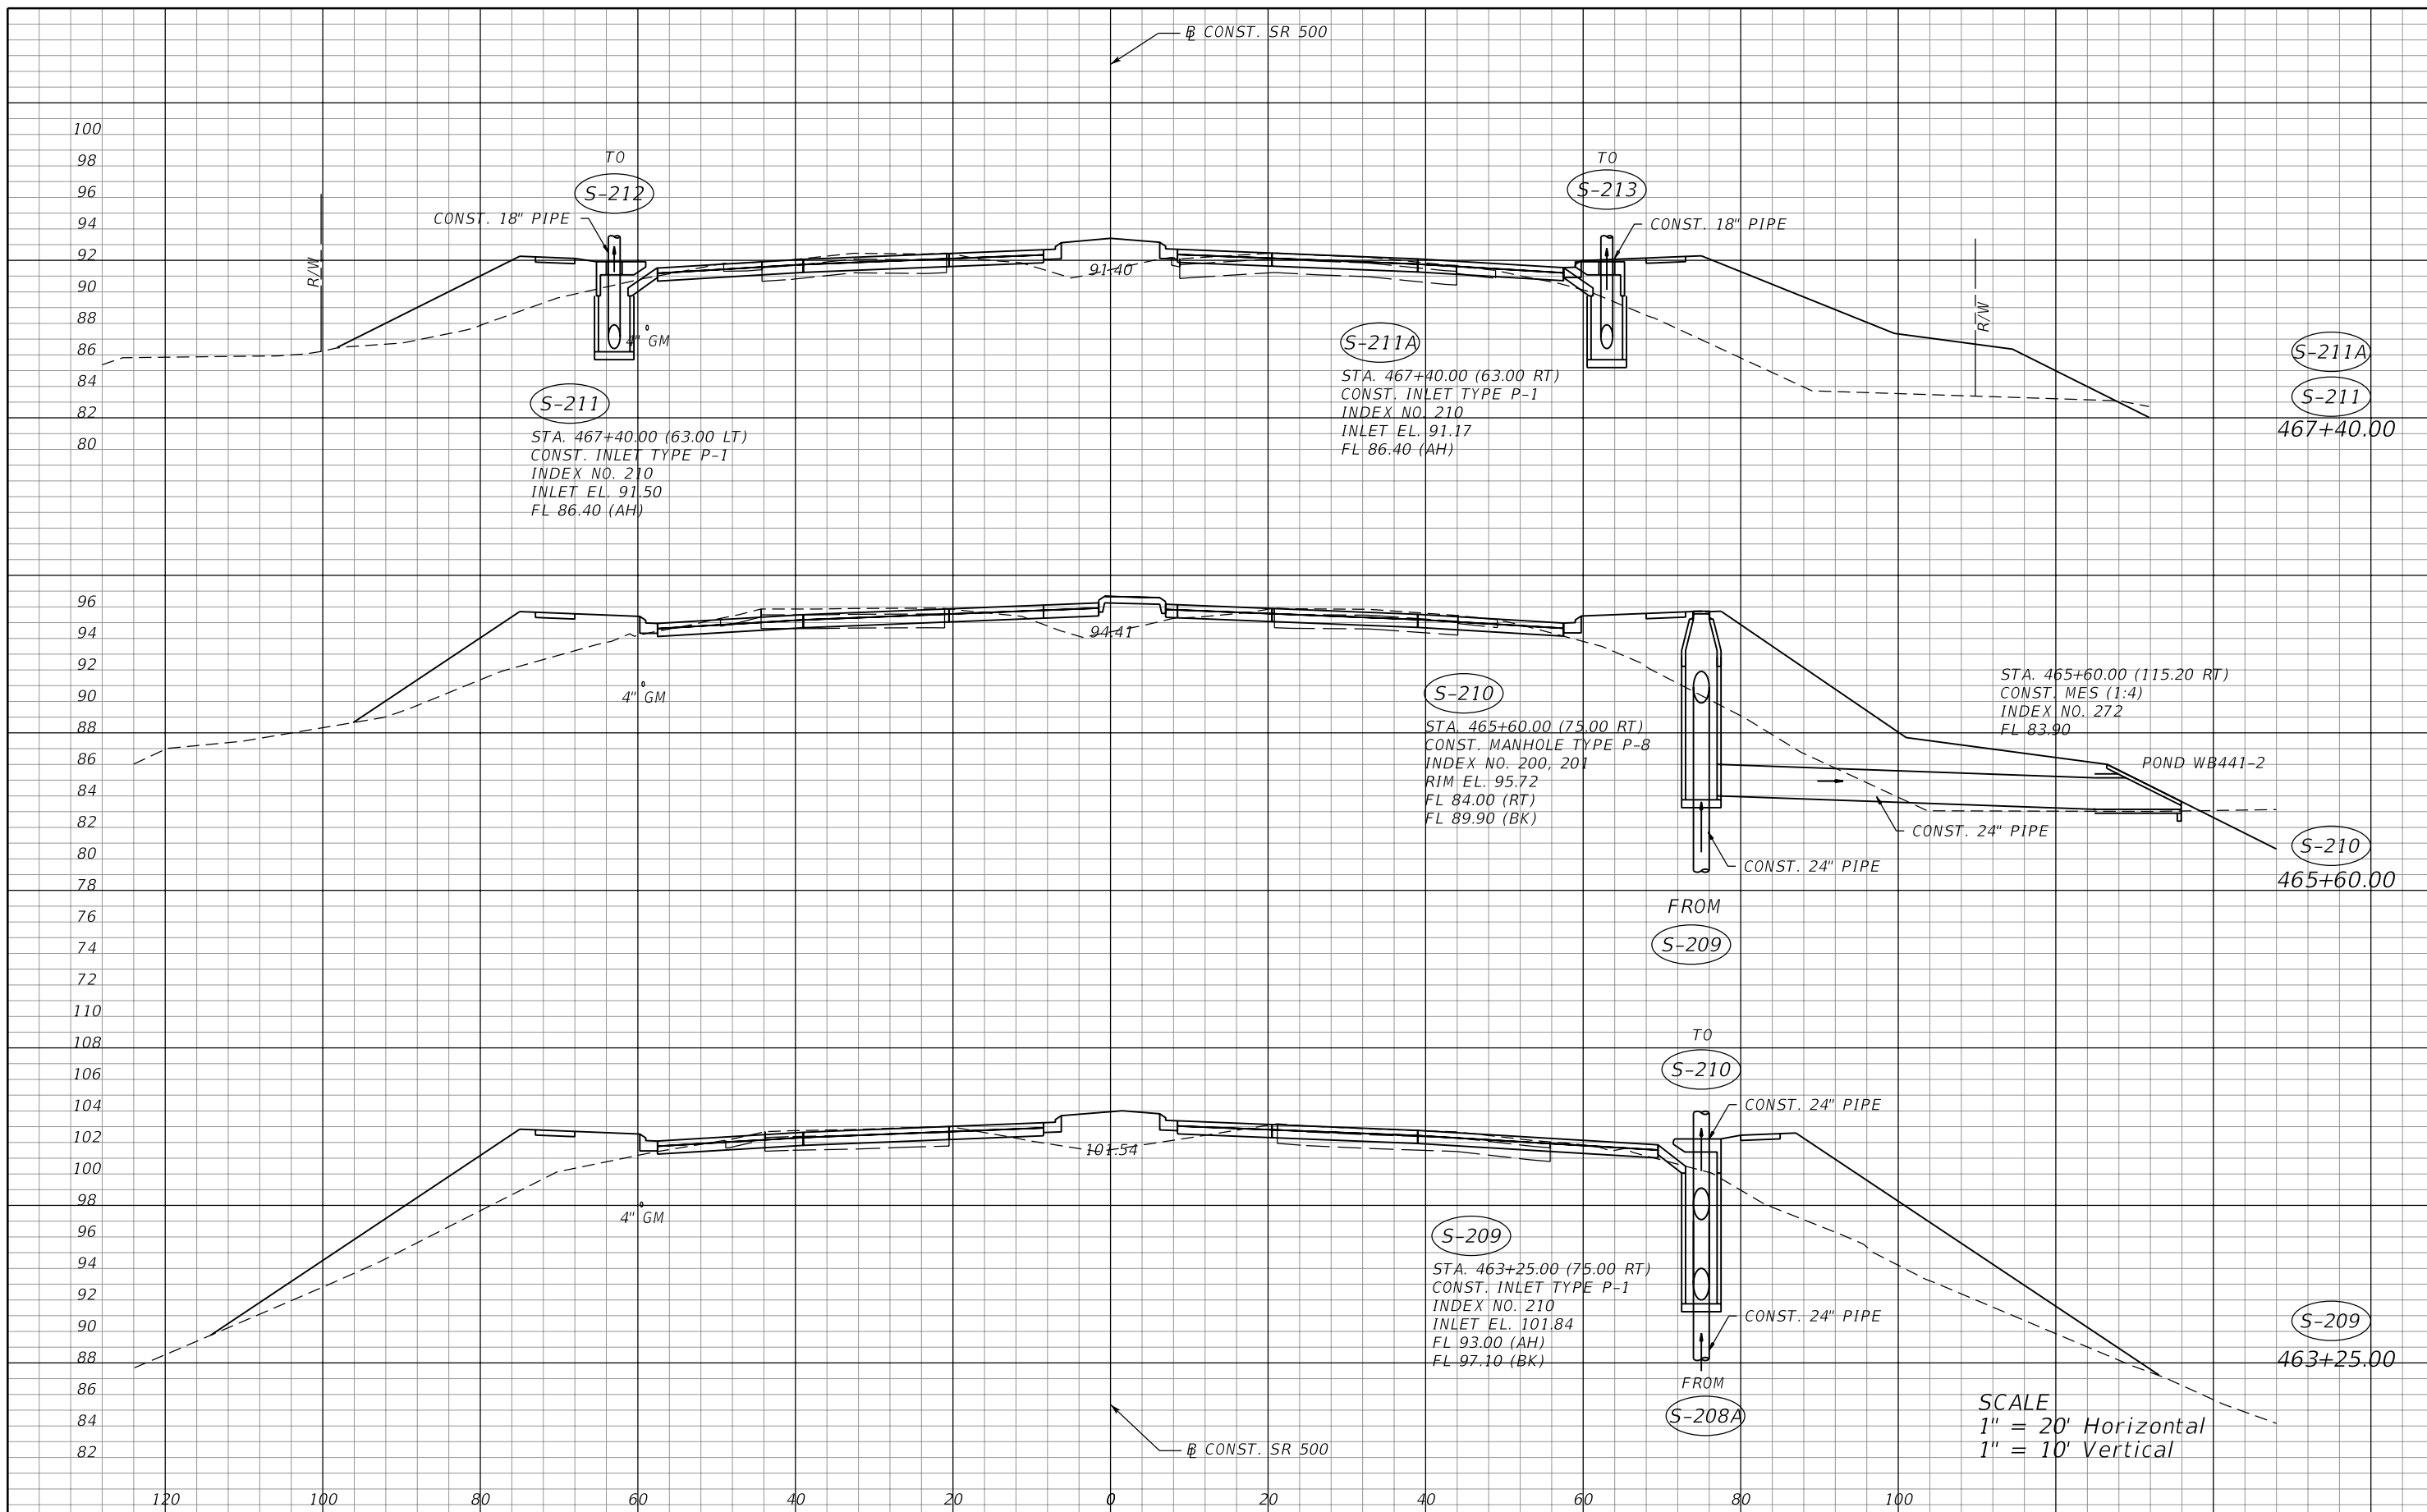 B CONST. SR 500
100
98
96
94
92
90
88
86
84
82
80
R/W
TO
S-212
CONST. 18" PIPE
4" GM
S-211
STA. 467+40.00 (63.00 LT)
CONST. INLET TYPE P-1
INDEX NO. 210
INLET EL. 91.50
FL 86.40 (AH)
91.40
TO
S-213
CONST. 18" PIPE
S-211A
STA. 467+40.00 (63.00 RT)
CONST. INLET TYPE P-1
INDEX NO. 210
INLET EL. 91.17
FL 86.40 (AH)
R/W
S-211A
S-211
467+40.00
96
94
92
90
88
86
84
82
80
78
76
74
72
4" GM
94.41
S-210
STA. 465+60.00 (75.00 RT)
CONST. MANHOLE TYPE P-8
INDEX NO. 200, 201
RIM EL. 95.72
FL 84.00 (RT)
FL 89.90 (BK)
STA. 465+60.00 (115.20 RT)
CONST. MES (1:4)
INDEX NO. 272
FL 83.90
POND WB441-2
CONST. 24" PIPE
CONST. 24" PIPE
FROM
S-209
S-210
465+60.00
110
108
106
104
102
100
98
96
94
92
90
88
86
84
82
TO
S-210
CONST. 24" PIPE
101.54
4" GM
S-209
STA. 463+25.00 (75.00 RT)
CONST. INLET TYPE P-1
INDEX NO. 210
INLET EL. 101.84
FL 93.00 (AH)
FL 97.10 (BK)
CONST. 24" PIPE
FROM
S-208A
S-209
463+25.00
B CONST. SR 500
SCALE
1" = 20' Horizontal
1" = 10' Vertical
120 100 80 60 40 20 0 20 40 60 80 100